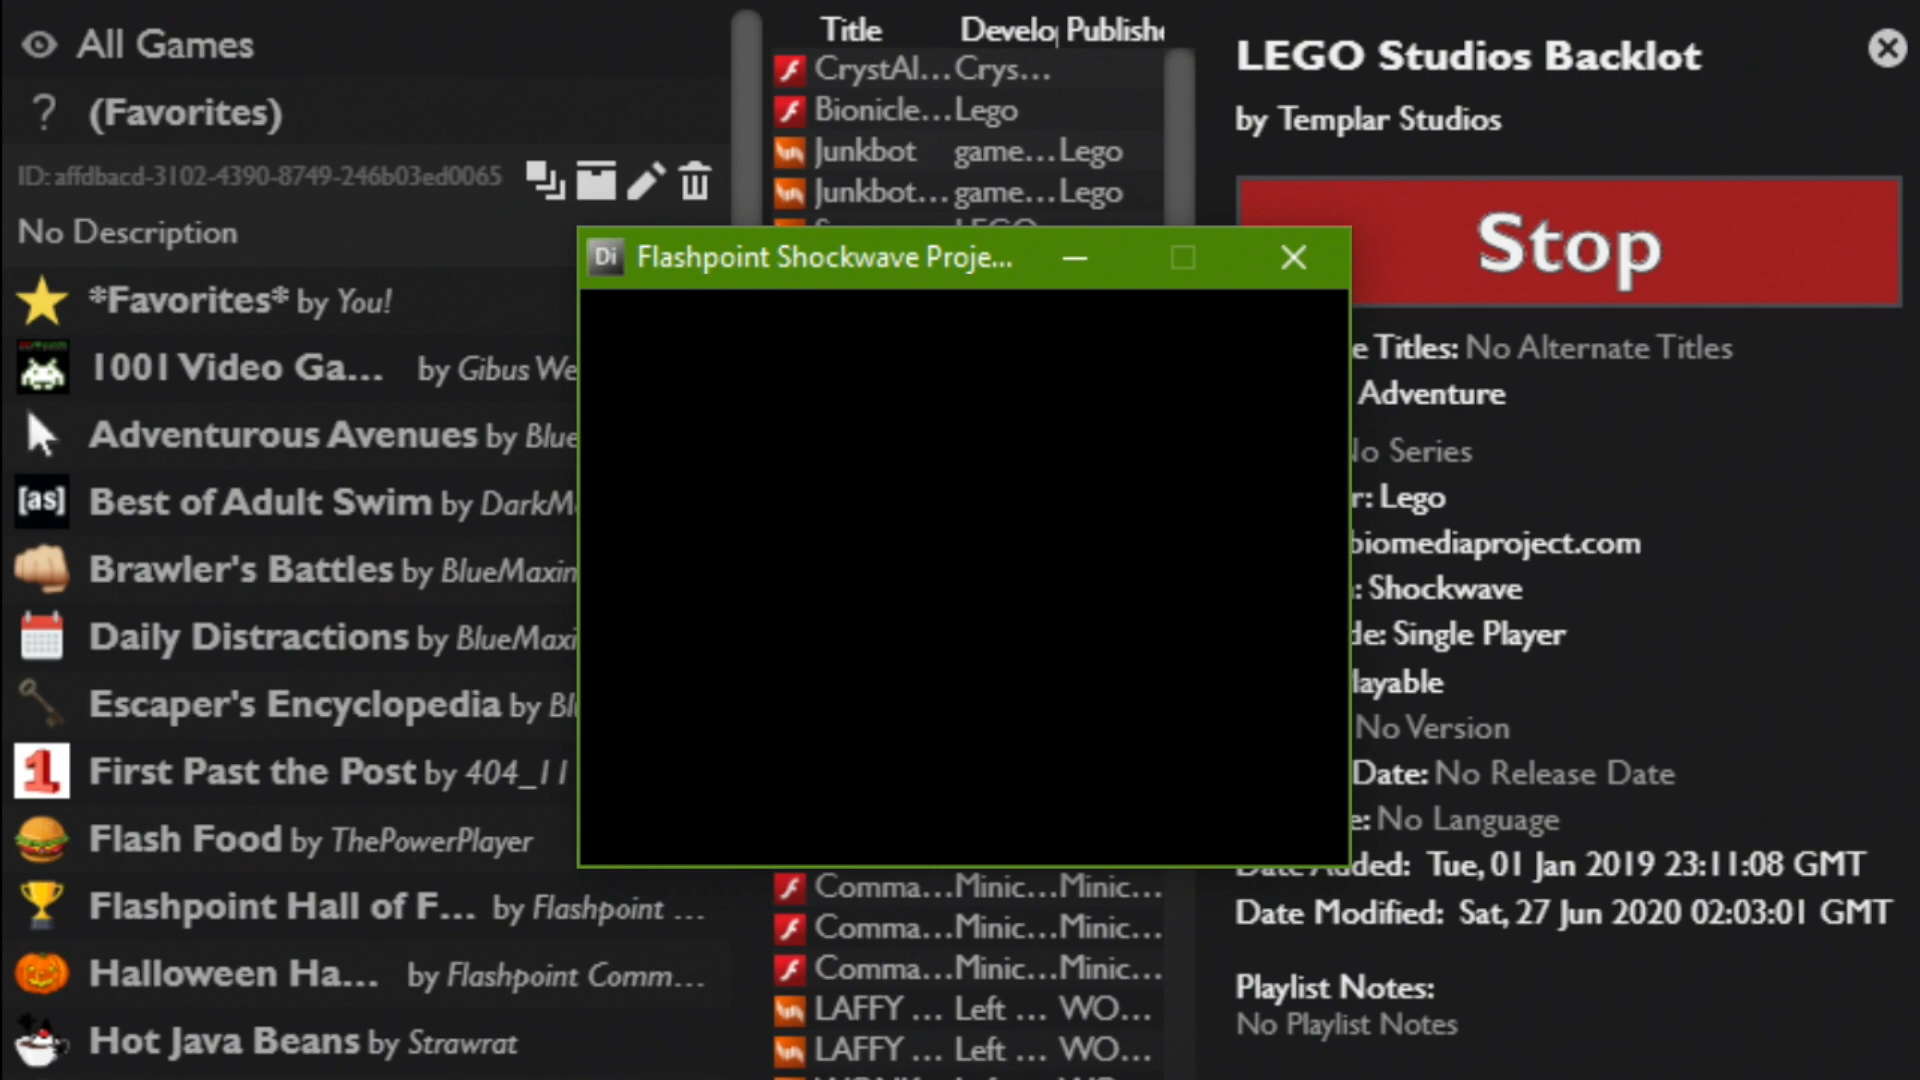 All Games
? (Favorites)
ID: affdbacd-3102-4390-8749-246b03ed0065
No Description
*Favorites* by You!
1001 Video Ga... by Gibus We
Adventurous Avenues by Blue
[as] Best of Adult Swim by DarkM
Brawler's Battles by BlueMaxim
Daily Distractions by BlueMaxi
Escaper's Encyclopedia by Bl
1 First Past the Post by 404_11
Flash Food by ThePowerPlayer
Flashpoint Hall of F... by Flashpoint ...
Halloween Ha... by Flashpoint Comm...
Hot Java Beans by Strawrat
Title Develo Publishe
CrystAl... Crys...
Bionicle... Lego
Junkbot game... Lego
Junkbot... game... Lego
Di Flashpoint Shockwave Proje...
Comma... Minic... Minic...
Comma... Minic... Minic...
Comma... Minic... Minic...
LAFFY ... Left ... WO...
LAFFY ... Left ... WO...
LEGO Studios Backlot
by Templar Studios
Stop
e Titles: No Alternate Titles
Adventure
No Series
r: Lego
biomediaproject.com
: Shockwave
de: Single Player
layable
No Version
Date: No Release Date
e: No Language
Date Added: Tue, 01 Jan 2019 23:11:08 GMT
Date Modified: Sat, 27 Jun 2020 02:03:01 GMT
Playlist Notes:
No Playlist Notes